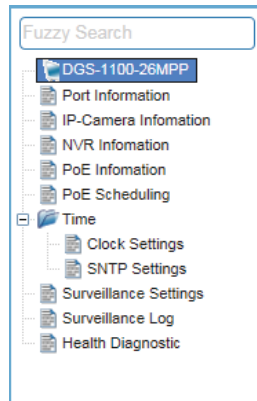 Fuzzy Search
DGS-1100-26MPP
Port Information
IP-Camera Infomation
NVR Infomation
PoE Infomation
PoE Scheduling
Time
Clock Settings
SNTP Settings
Surveillance Settings
Surveillance Log
Health Diagnostic